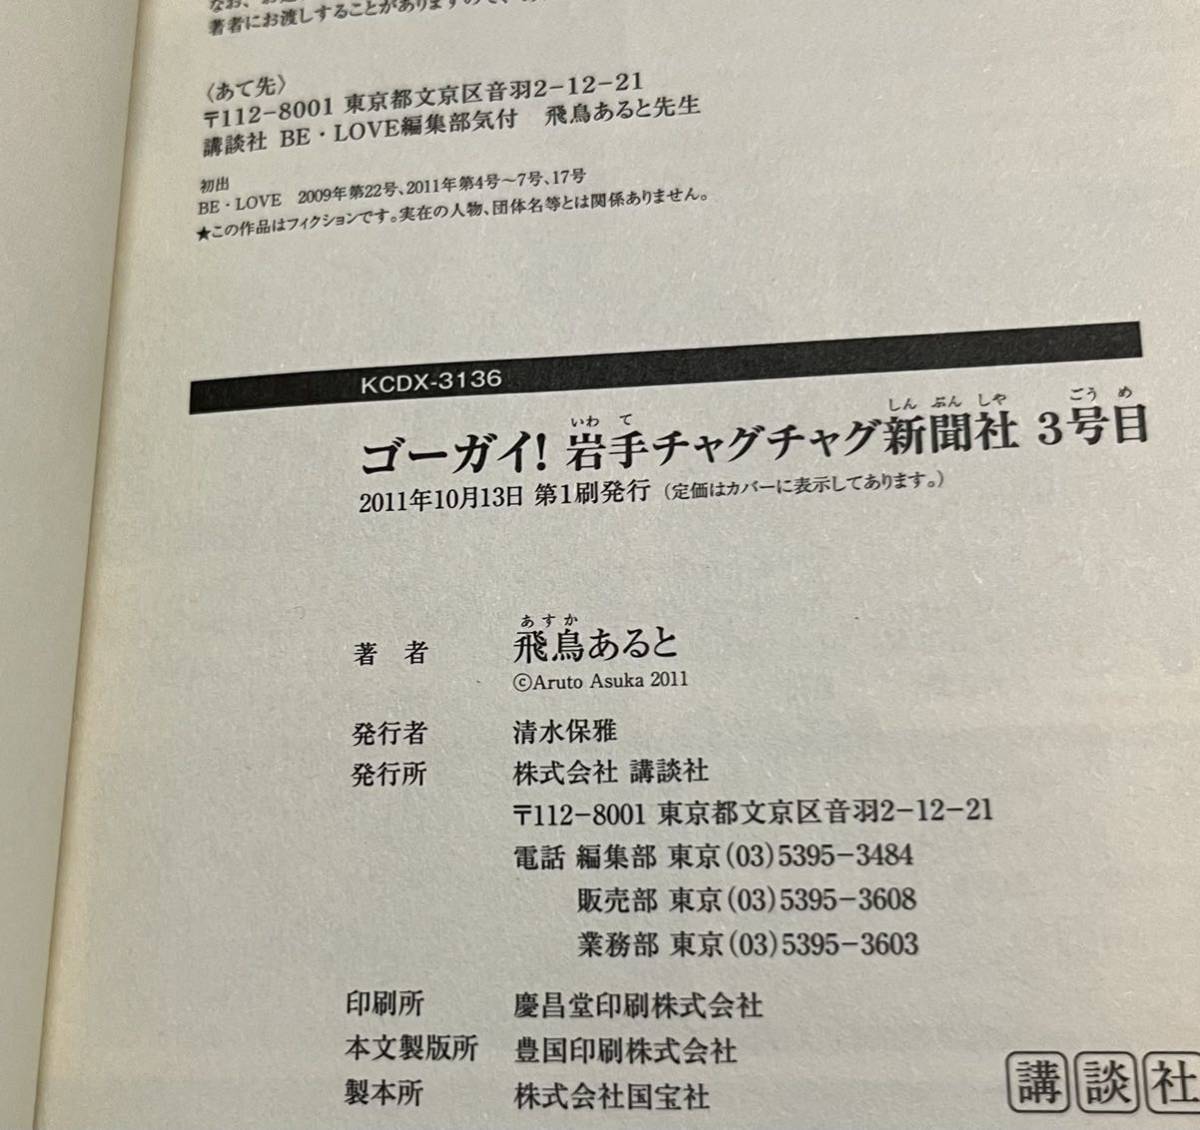 著者にお渡しすることがありますので、
〈あて先〉
〒112-8001 東京都文京区音羽2-12-21
講談社 BE・LOVE編集部気付 飛鳥あると先生
初出
BE・LOVE 2009年第22号、2011年第4号～7号、17号
★この作品はフィクションです。実在の人物、団体名等とは関係ありません。
KCDX-3136
いわ て しん ぶん しゃ ごう め
ゴーガイ! 岩手チャグチャグ新聞社 3号目
2011年10月13日 第1刷発行 (定価はカバーに表示してあります。)
あすか
著 者 飛鳥あると
©Aruto Asuka 2011
発行者 清水保雅
発行所 株式会社 講談社
〒112-8001 東京都文京区音羽2-12-21
電話 編集部 東京(03)5395-3484
販売部 東京(03)5395-3608
業務部 東京(03)5395-3603
印刷所 慶昌堂印刷株式会社
本文製版所 豊国印刷株式会社
製本所 株式会社国宝社
講談社